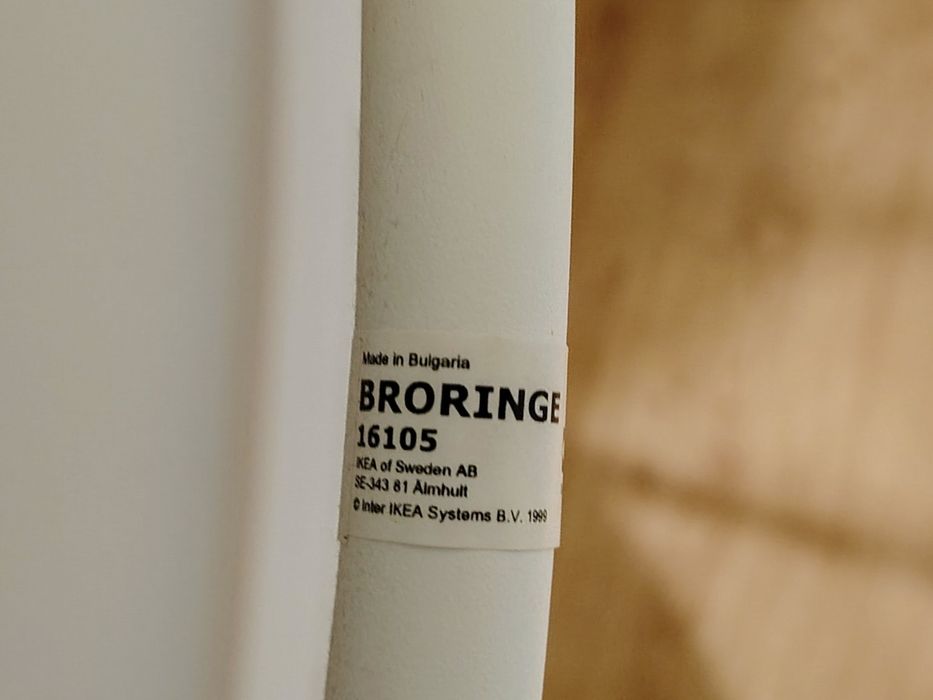 Made in Bulgaria
BRORINGE
16105
IKEA of Sweden AB
SE-343 81 Älmhult
© Inter IKEA Systems B.V. 1999